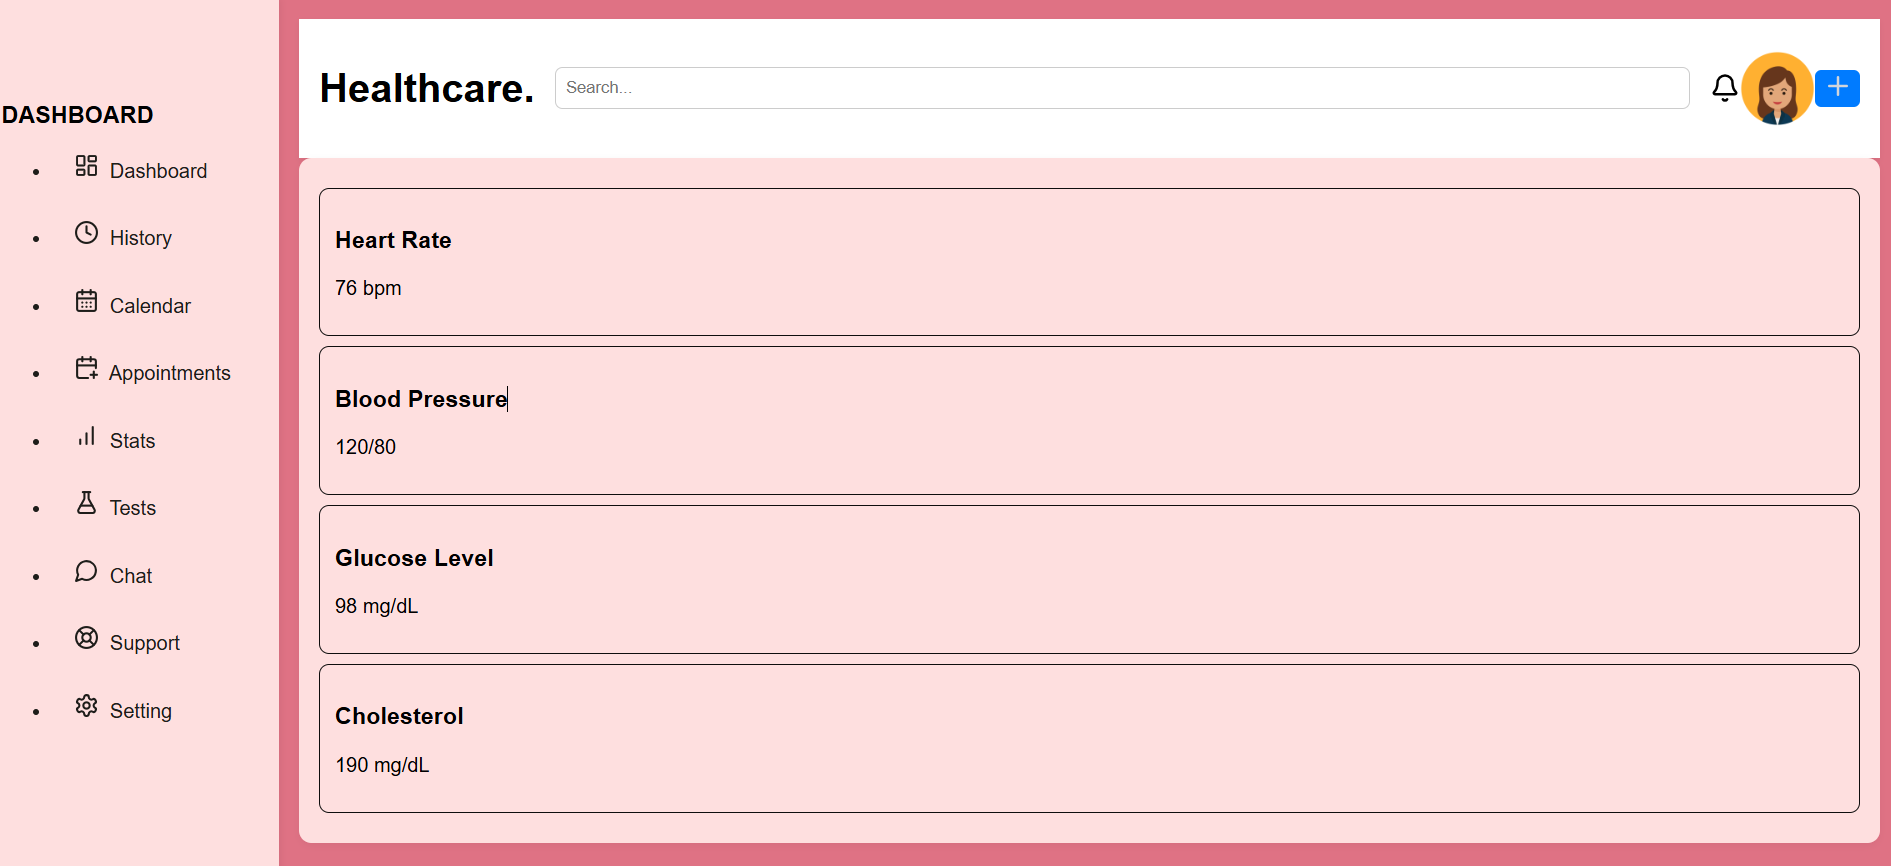 DASHBOARD
Dashboard
History
Calendar
Appointments
Stats
Tests
Chat
Support
Setting
Healthcare.
Search...
Heart Rate
76 bpm
Blood Pressure
120/80
Glucose Level
98 mg/dL
Cholesterol
190 mg/dL